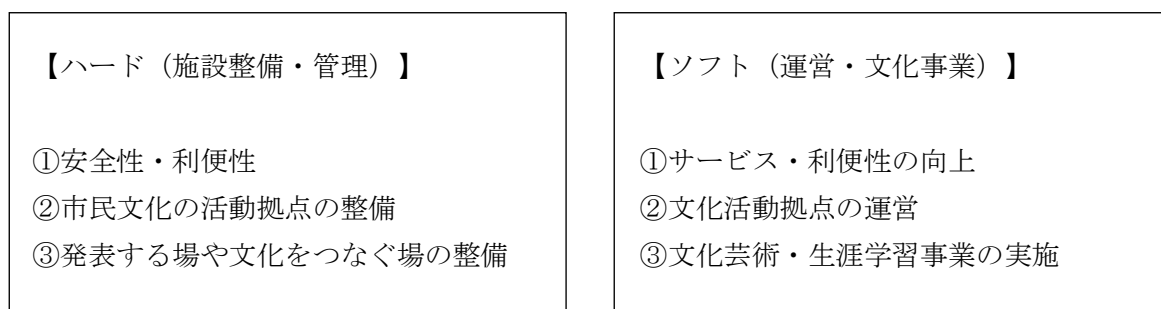 【ハード（施設整備・管理）】
①安全性・利便性
②市民文化の活動拠点の整備
③発表する場や文化をつなぐ場の整備
【ソフト（運営・文化事業）】
①サービス・利便性の向上
②文化活動拠点の運営
③文化芸術・生涯学習事業の実施